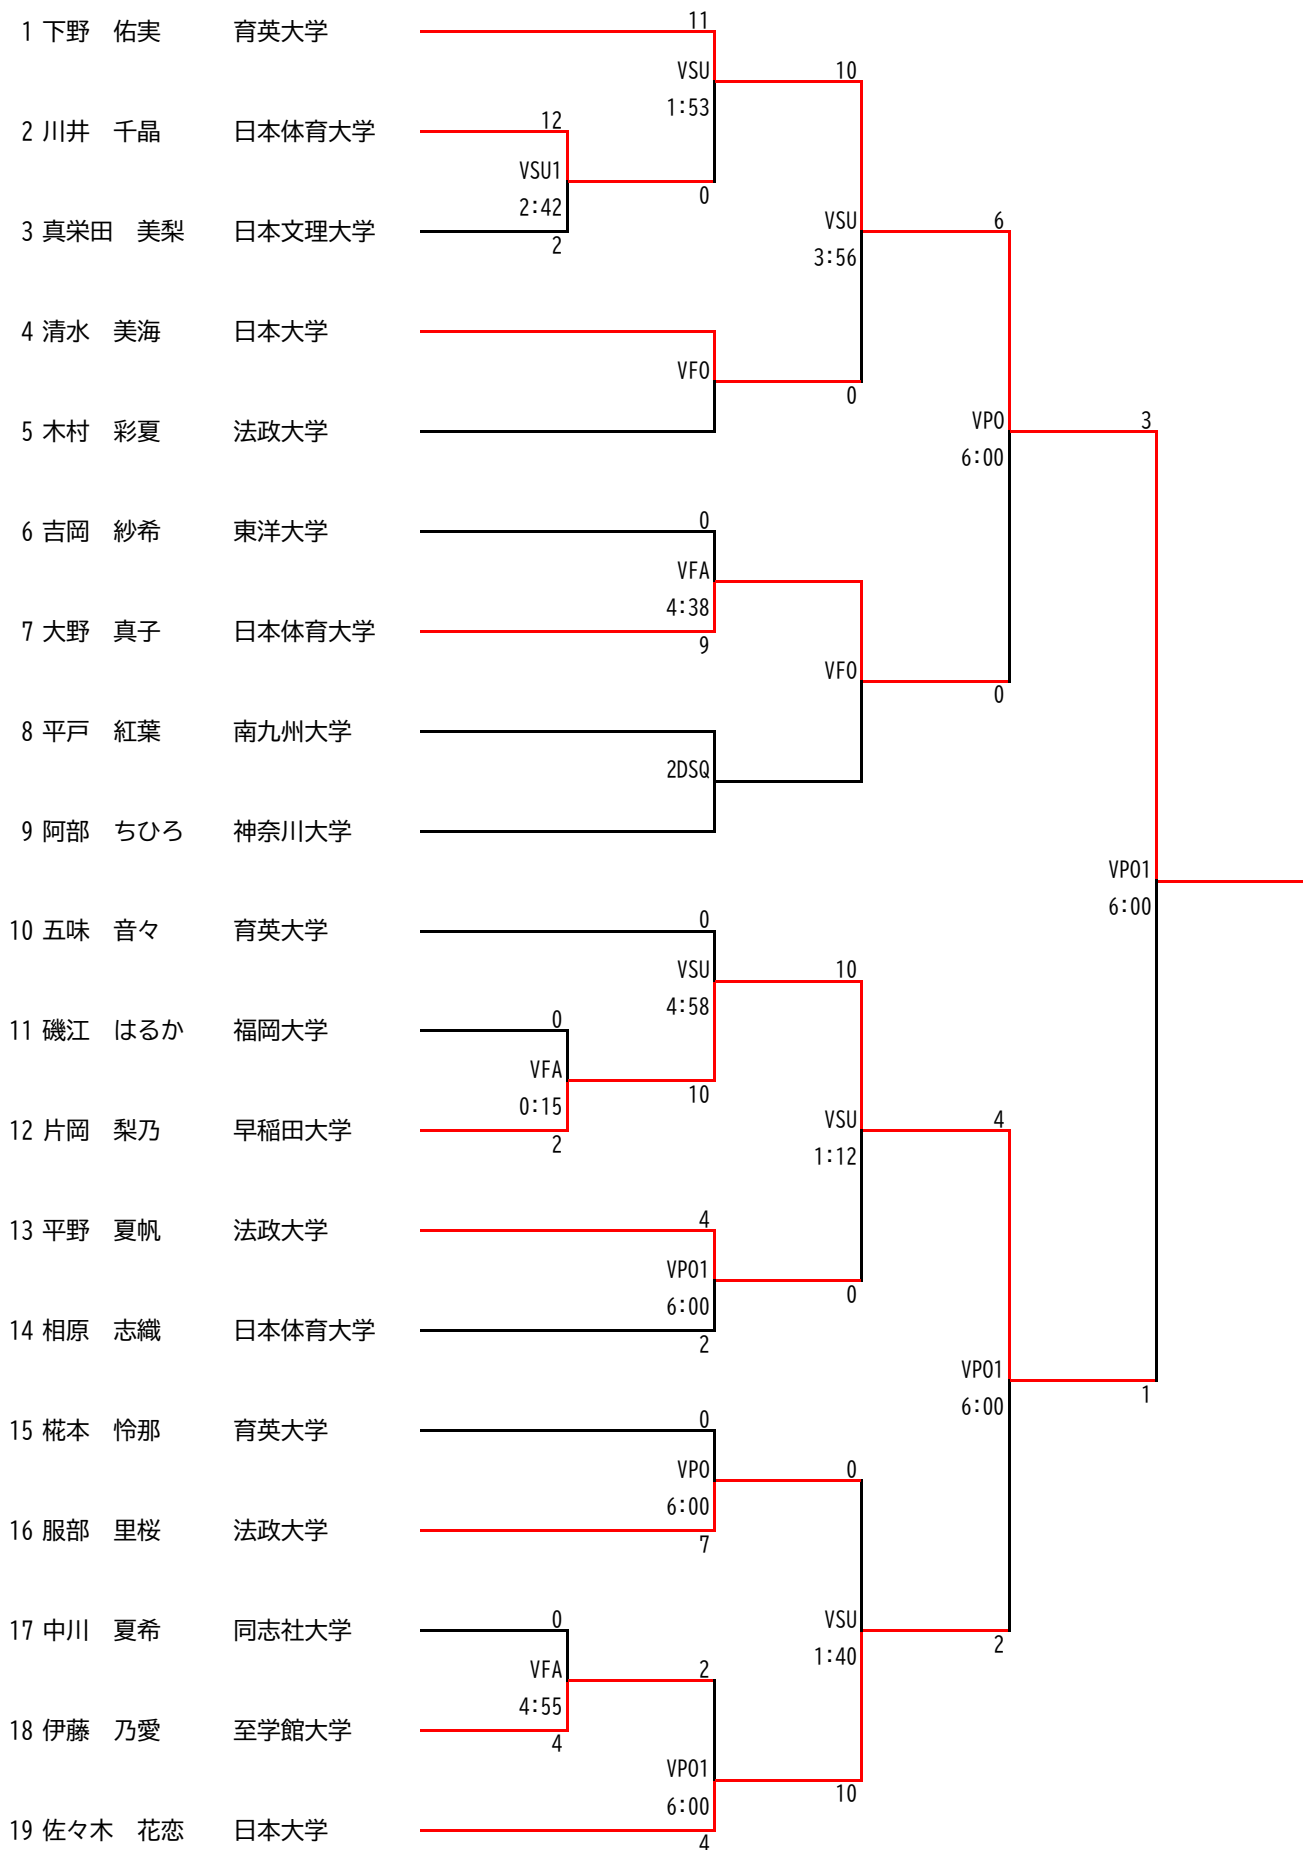 11
1 下野　佑実 育英大学
VSU 10
1:53
12
2 川井　千晶 日本体育大学
VSU1
0
2:42
VSU 6
3 真栄田　美梨 日本文理大学
2
3:56
4 清水　美海 日本大学
VFO
0
VPO 3
5 木村　彩夏 法政大学
6:00
0
6 吉岡　紗希 東洋大学
VFA
4:38
7 大野　真子 日本体育大学
9
VFO
0
8 平戸　紅葉 南九州大学
2DSQ
9 阿部　ちひろ 神奈川大学
VPO1
6:00
0
10 五味　音々 育英大学
VSU 10
4:58
0
11 磯江　はるか 福岡大学
VFA
10
0:15
VSU 4
12 片岡　梨乃 早稲田大学
2
1:12
4
13 平野　夏帆 法政大学
VPO1
0
6:00
14 相原　志織 日本体育大学
2
VPO1
1
6:00
0
15 椛本　怜那 育英大学
VPO 0
6:00
16 服部　里桜 法政大学
7
0
VSU
17 中川　夏希 同志社大学
2
VFA 2
1:40
4:55
18 伊藤　乃愛 至学館大学
4
VPO1
10
6:00
19 佐々木　花恋 日本大学
4